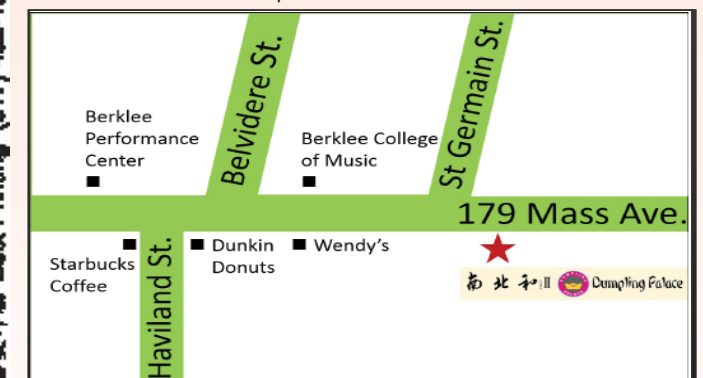 Belvidere St.
St Germain St.
Berklee
Performance
Center
Berklee College
of Music
179 Mass Ave.
Starbucks
Coffee
Haviland St.
Dunkin
Donuts
Wendy's
南北和 II Dumpling Palace